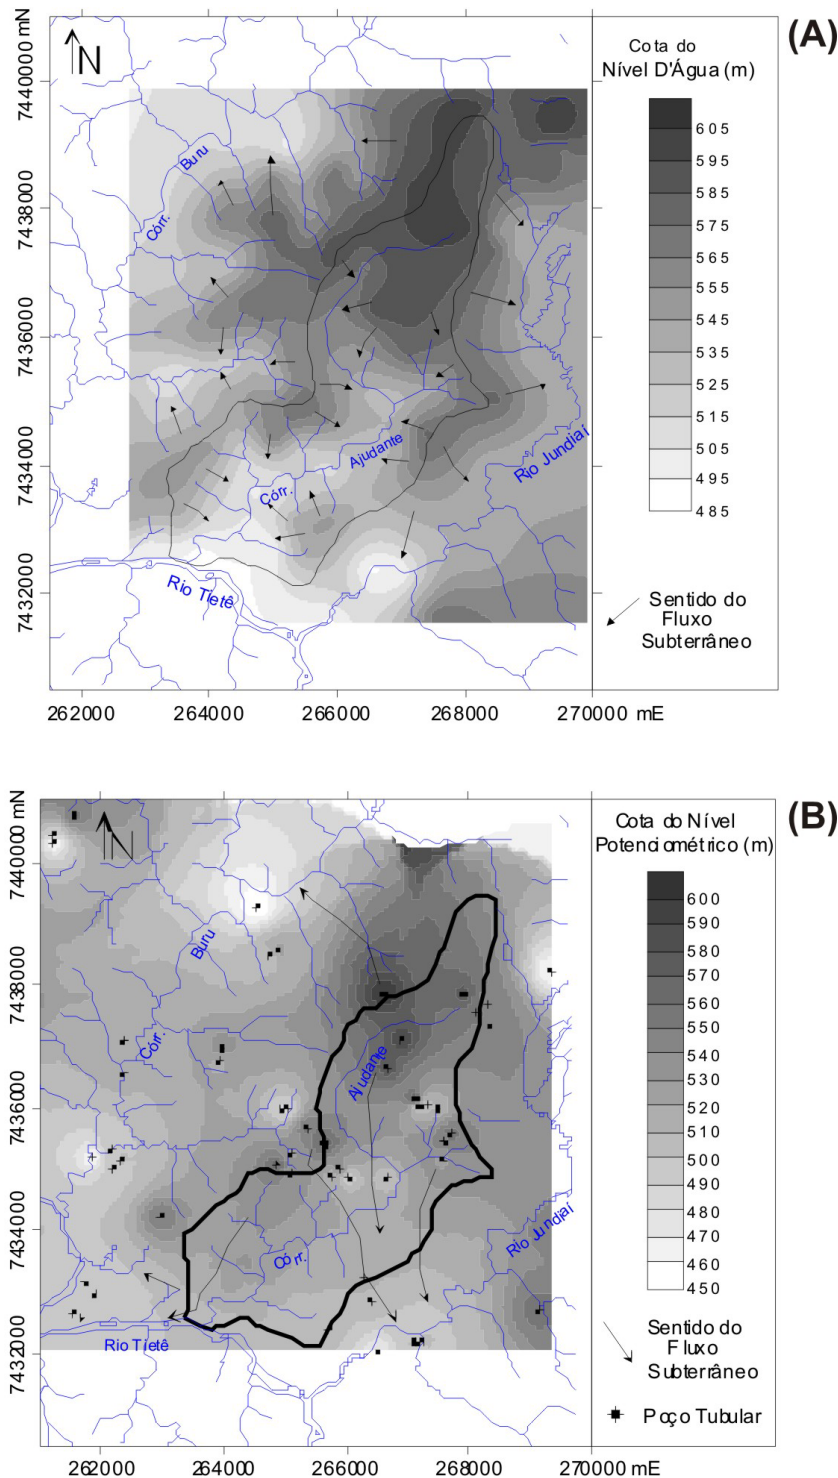 (A)
N
7440000 mN
7438000
7436000
7434000
7432000
Córr.
Buru
Córr.
Ajudante
Rio Jundiaí
Rio Tietê
262000
264000
266000
268000
270000 mE
Cota do
Nível D'Água (m)
605
595
585
575
565
555
545
535
525
515
505
495
485
Sentido do
Fluxo
Subterrâneo
(B)
N
7440000 mN
7438000
7436000
7434000
7432000
Buru
Córr.
Ajudante
Córr.
Rio Jundiaí
Rio Tietê
262000
264000
266000
268000
270000 mE
Cota do Nível
Potenciométrico (m)
600
590
580
570
560
550
530
520
510
500
490
480
470
460
450
Sentido do
Fluxo
Subterrâneo
Poço Tubular